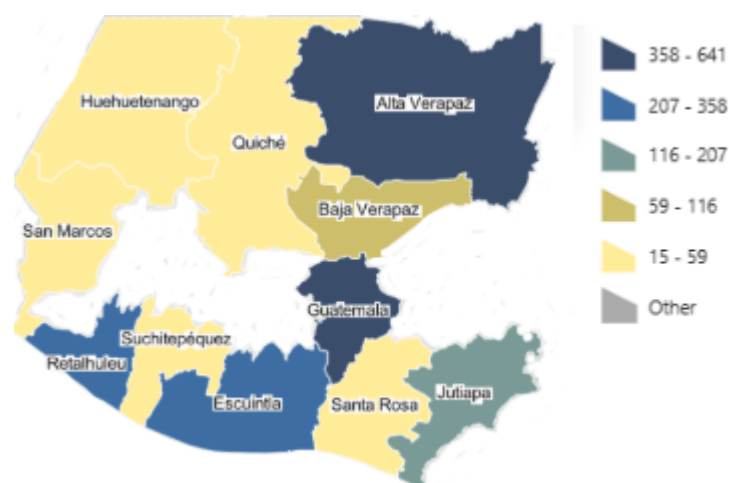 Huehuetenango
Alta Verapaz
Quiché
Baja Verapaz
San Marcos
Guatemala
Suchitepéquez
Retalhuleu
Escuintla
Santa Rosa
Jutiapa
358 - 641
207 - 358
116 - 207
59 - 116
15 - 59
Other